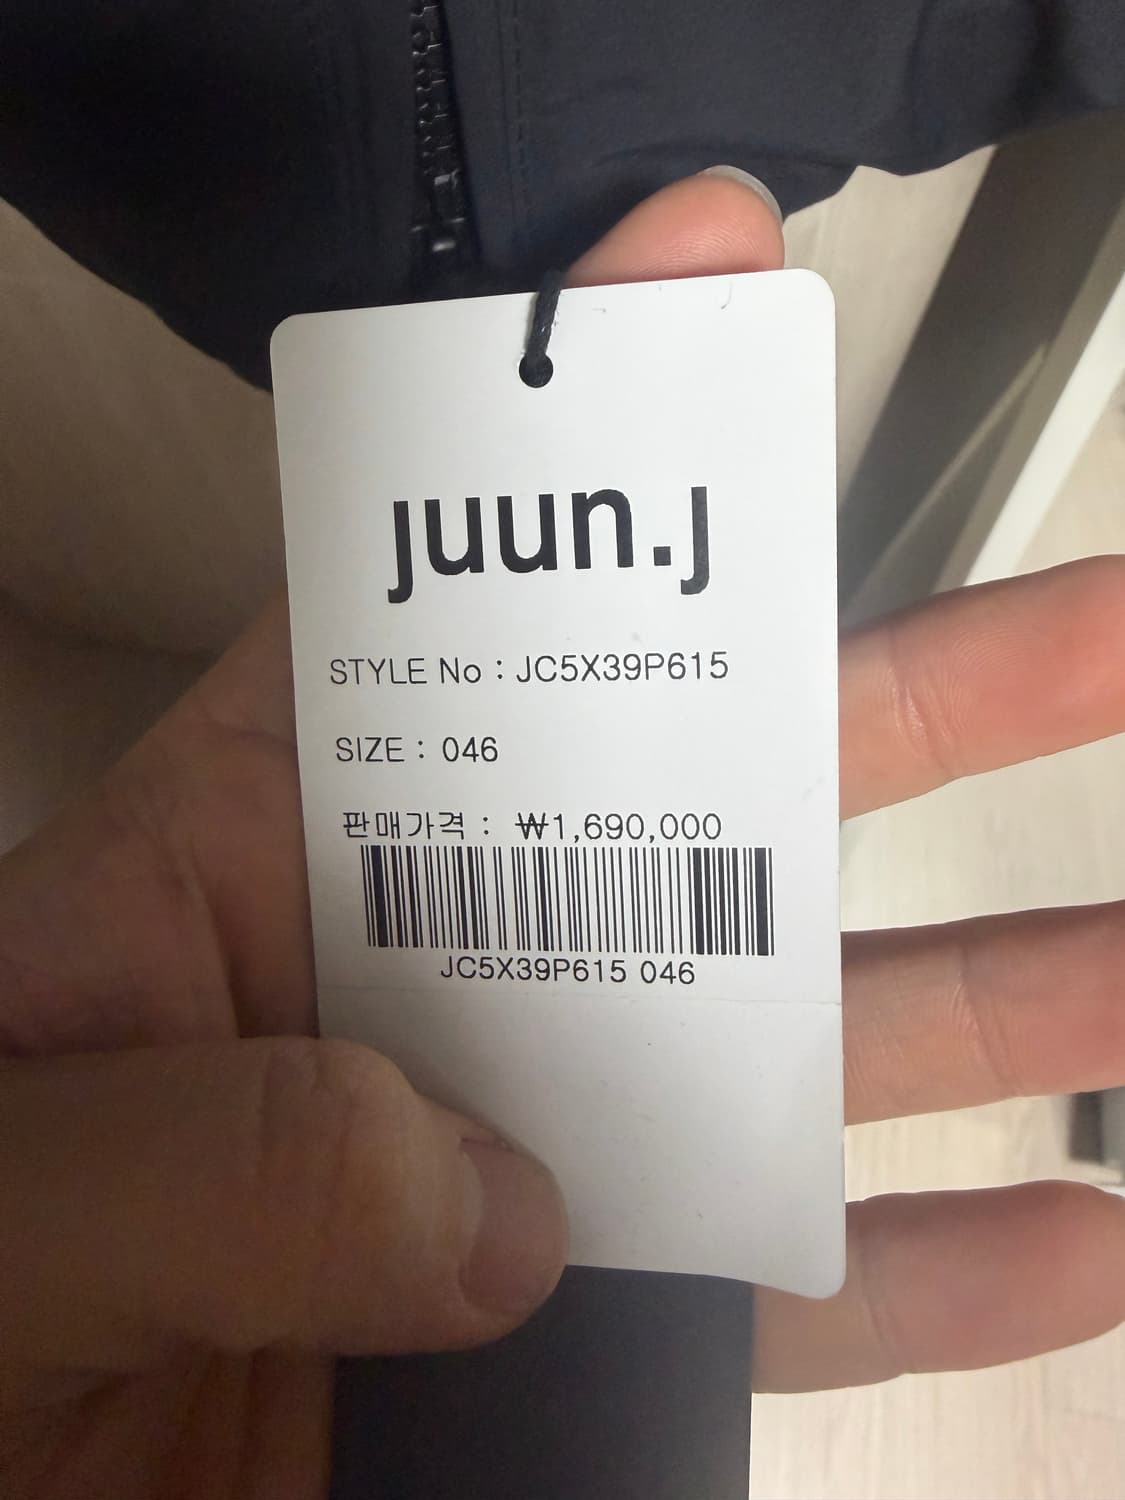 juun.j
STYLE No : JC5X39P615
SIZE : 046
판매가격 : ₩1,690,000
JC5X39P615 046